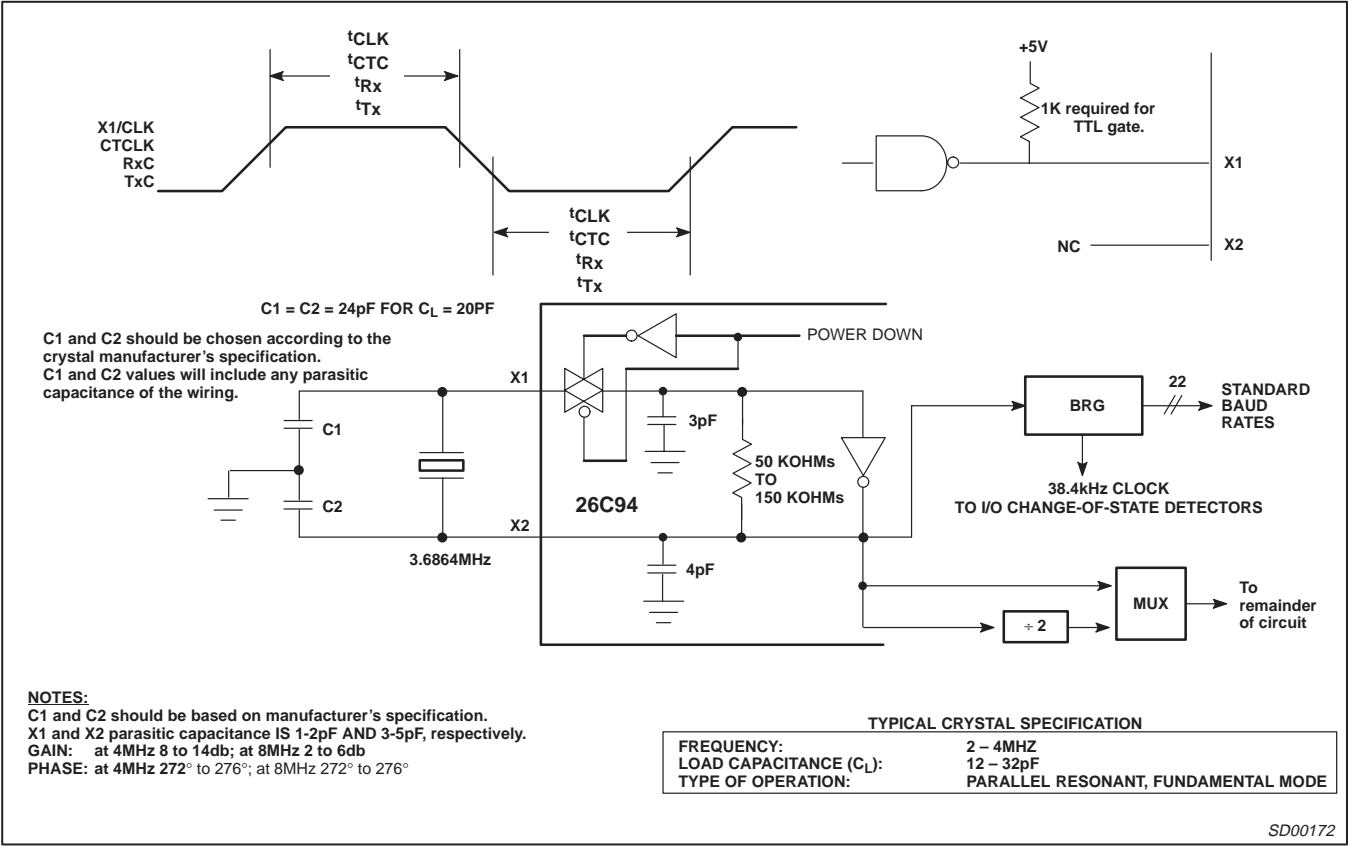 tCLK
tCTC
tRx
tTx
X1/CLK
CTCLK
RxC
TxC
tCLK
tCTC
tRx
tTx
+5V
1K required for
TTL gate.
X1
NC
X2
C1 = C2 = 24pF FOR CL = 20PF
C1 and C2 should be chosen according to the
crystal manufacturer's specification.
C1 and C2 values will include any parasitic
capacitance of the wiring.
POWER DOWN
X1
C1
3pF
50 KOHMs
TO
150 KOHMs
C2
26C94
X2
3.6864MHz
4pF
BRG
22
STANDARD
BAUD
RATES
38.4kHz CLOCK
TO I/O CHANGE-OF-STATE DETECTORS
÷ 2
MUX
To
remainder
of circuit
NOTES:
C1 and C2 should be based on manufacturer's specification.
X1 and X2 parasitic capacitance IS 1-2pF AND 3-5pF, respectively.
GAIN: at 4MHz 8 to 14db; at 8MHz 2 to 6db
PHASE: at 4MHz 272° to 276°; at 8MHz 272° to 276°
TYPICAL CRYSTAL SPECIFICATION
FREQUENCY: 2 – 4MHZ
LOAD CAPACITANCE (CL): 12 – 32pF
TYPE OF OPERATION: PARALLEL RESONANT, FUNDAMENTAL MODE
SD00172